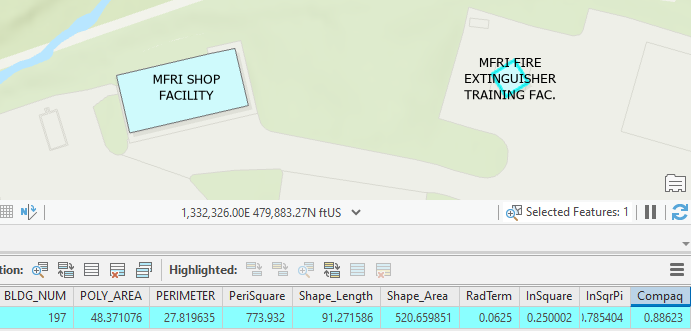 MFRI SHOP
FACILITY
MFRI FIRE
EXTINGUISHER
TRAINING FAC.
1,332,326.00E 479,883.27N ftUS
Selected Features: 1
tion:
Highlighted:
BLDG_NUM POLY_AREA PERIMETER PeriSquare Shape_Length Shape_Area RadTerm InSquare InSqrPi Compaq
197 48.371076 27.819635 773.932 91.271586 520.659851 0.0625 0.250002 .785404 0.88623